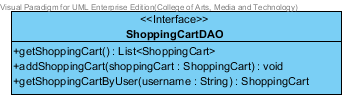 Visual Paradigm for UML Enterprise Edition(College of Arts, Media and Technology)
<<Interface>>
ShoppingCartDAO
+getShoppingCart() : List<ShoppingCart>
+addShoppingCart(shoppingCart : ShoppingCart) : void
+getShoppingCartByUser(username : String) : ShoppingCart